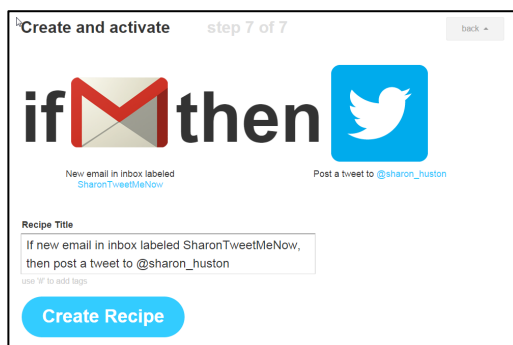 Create and activate step 7 of 7 back
if then
New email in inbox labeled
SharonTweetMeNow
Post a tweet to @sharon_huston
Recipe Title
If new email in inbox labeled SharonTweetMeNow,
then post a tweet to @sharon_huston
use '#' to add tags
Create Recipe